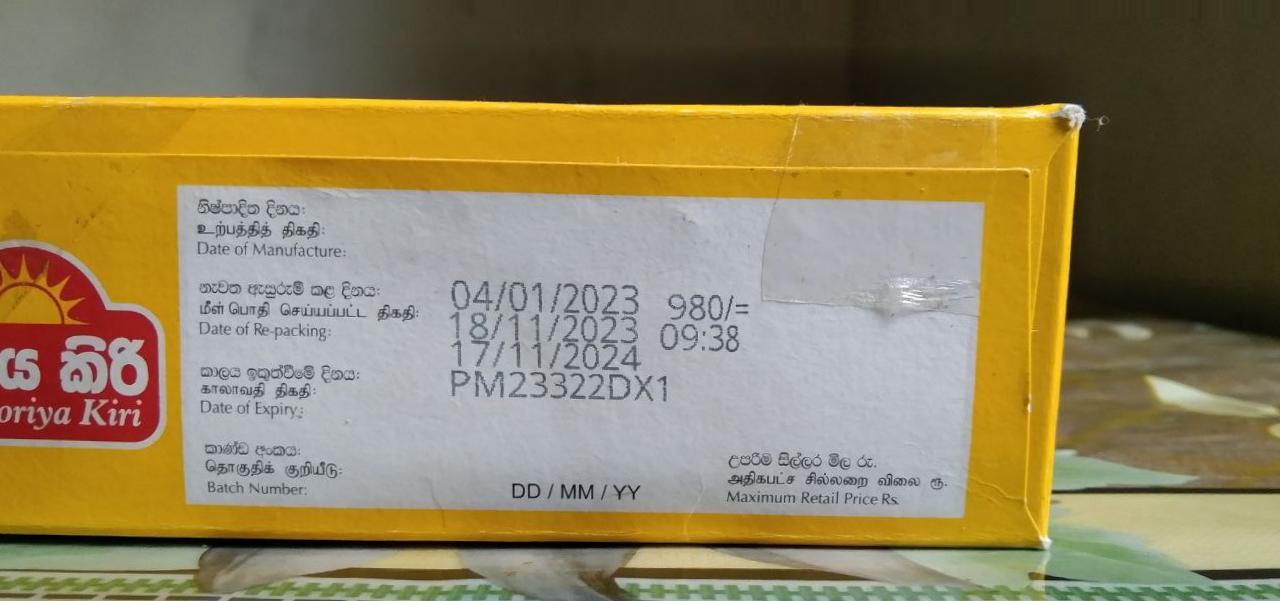 ය කිරි
oriya Kiri
නිෂ්පාදිත දිනය:
உற்பத்தித் திகதி:
Date of Manufacture:
නැවත ඇසුරුම් කළ දිනය:
மீள் பொதி செய்யப்பட்ட திகதி:
Date of Re-packing:
කාලය ඉකුත්වීමේ දිනය:
காலாவதி திகதி:
Date of Expiry:
කාණ්ඩ අංකය:
தொகுதிக் குறியீடு:
Batch Number:
04/01/2023 980/=
18/11/2023 09:38
17/11/2024
PM23322DX1
DD / MM / YY
උපරිම සිල්ලර මිල රු.
அதிகபட்ச சில்லறை விலை ரூ.
Maximum Retail Price Rs.